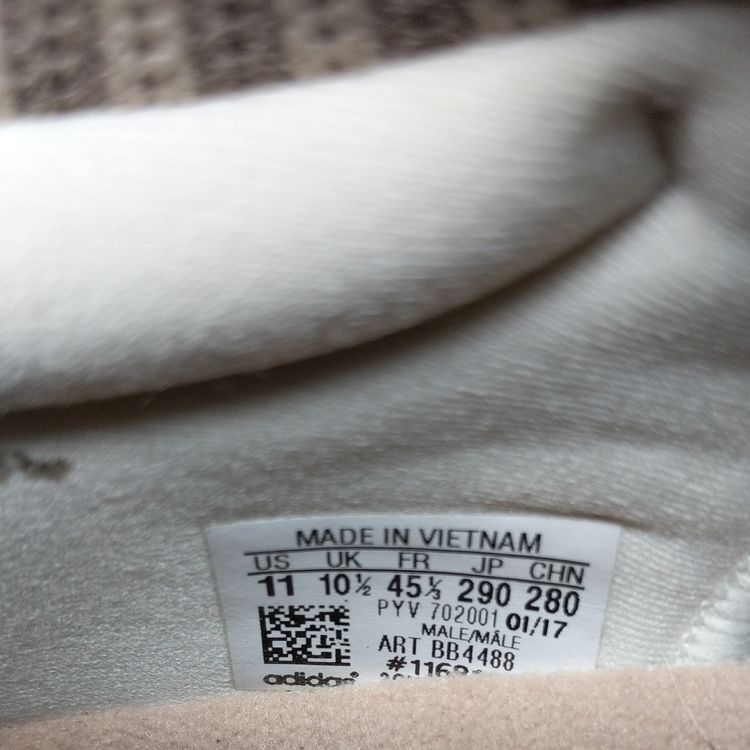 MADE IN VIETNAM
US UK FR JP CHN
11 10½ 45⅓ 290 280
PYV 702001 01/17
MALE/MÂLE
ART BB4488
adidas